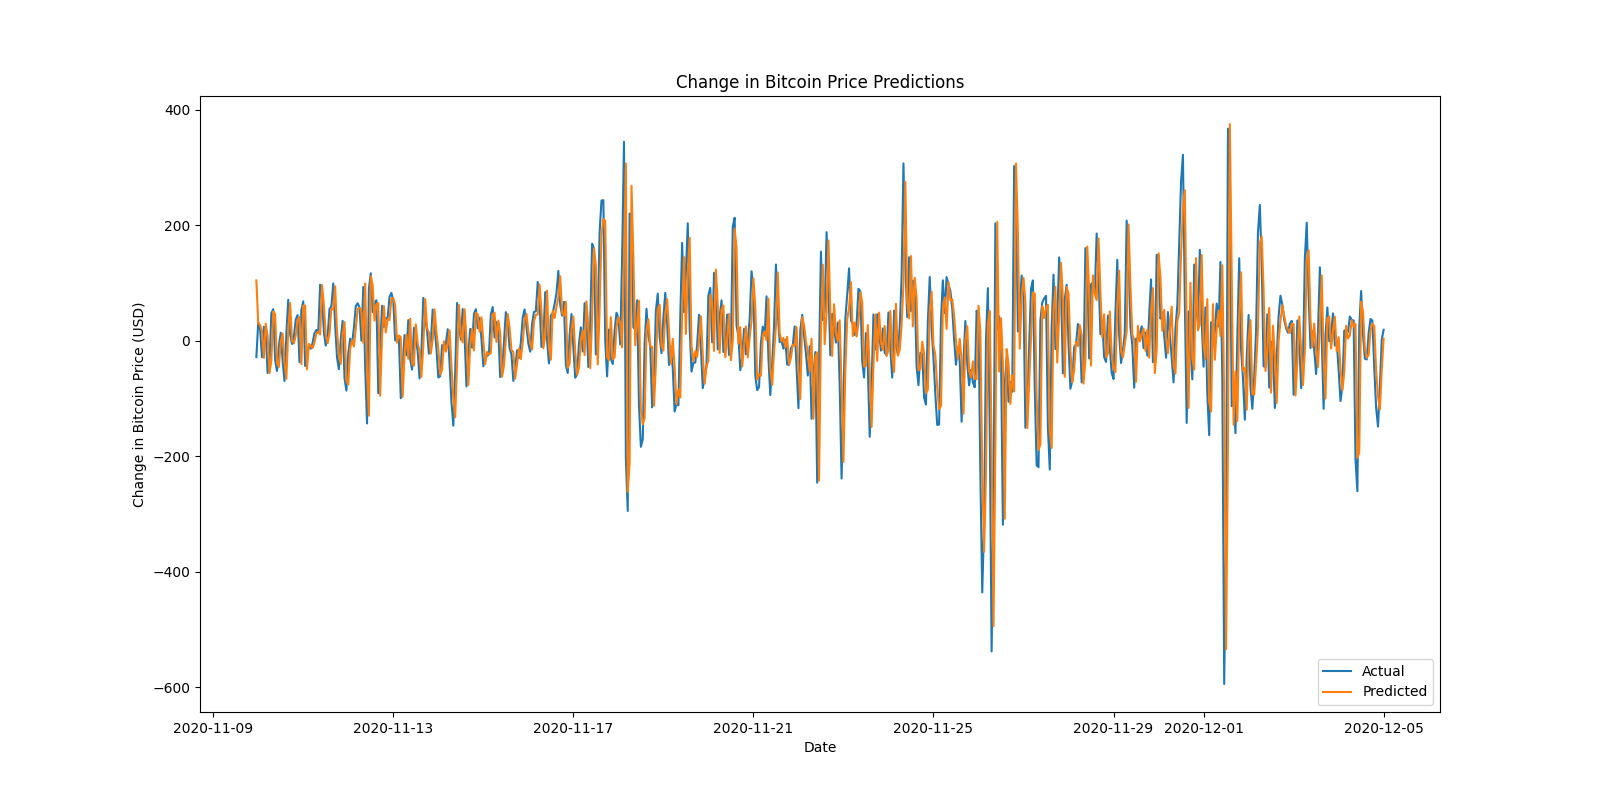 Change in Bitcoin Price Predictions
400
200
0
−200
−400
−600
Change in Bitcoin Price (USD)
Actual
Predicted
2020-11-09 2020-11-13 2020-11-17 2020-11-21 2020-11-25 2020-11-29 2020-12-01 2020-12-05
Date